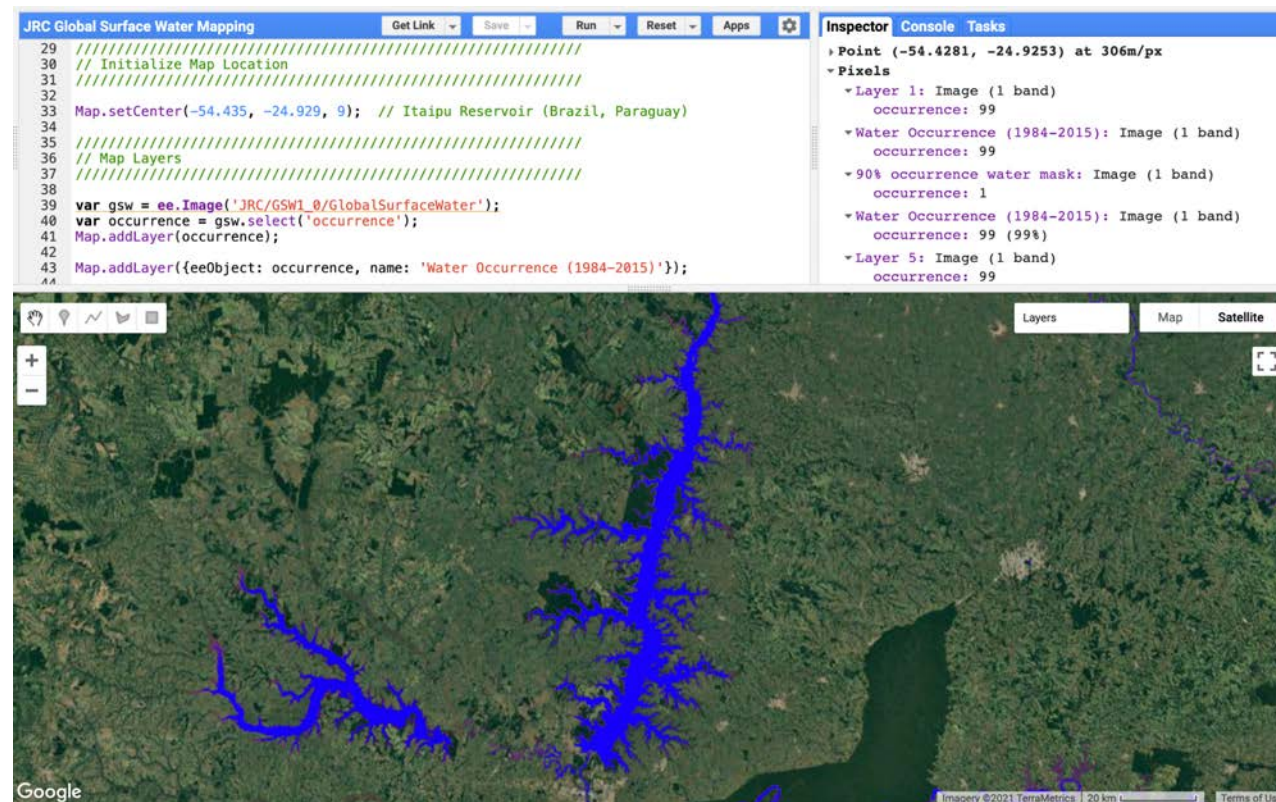 JRC Global Surface Water Mapping
Get Link
Save
Run
Reset
Apps
29 ///////////////////////////////////////////////////////////////
30 // Initialize Map Location
31 ///////////////////////////////////////////////////////////////
32
33 Map.setCenter(-54.435, -24.929, 9);  // Itaipu Reservoir (Brazil, Paraguay)
34
35 ///////////////////////////////////////////////////////////////
36 // Map Layers
37 ///////////////////////////////////////////////////////////////
38
39 var gsw = ee.Image('JRC/GSW1_0/GlobalSurfaceWater');
40 var occurrence = gsw.select('occurrence');
41 Map.addLayer(occurrence);
42
43 Map.addLayer({eeObject: occurrence, name: 'Water Occurrence (1984-2015)'});
44
Inspector Console Tasks
Point (-54.4281, -24.9253) at 306m/px
Pixels
Layer 1: Image (1 band)
occurrence: 99
Water Occurrence (1984-2015): Image (1 band)
occurrence: 99
90% occurrence water mask: Image (1 band)
occurrence: 1
Water Occurrence (1984-2015): Image (1 band)
occurrence: 99 (99%)
Layer 5: Image (1 band)
occurrence: 99
Layers
Map
Satellite
Google
Imagery ©2021 TerraMetrics
20 km
Terms of Use